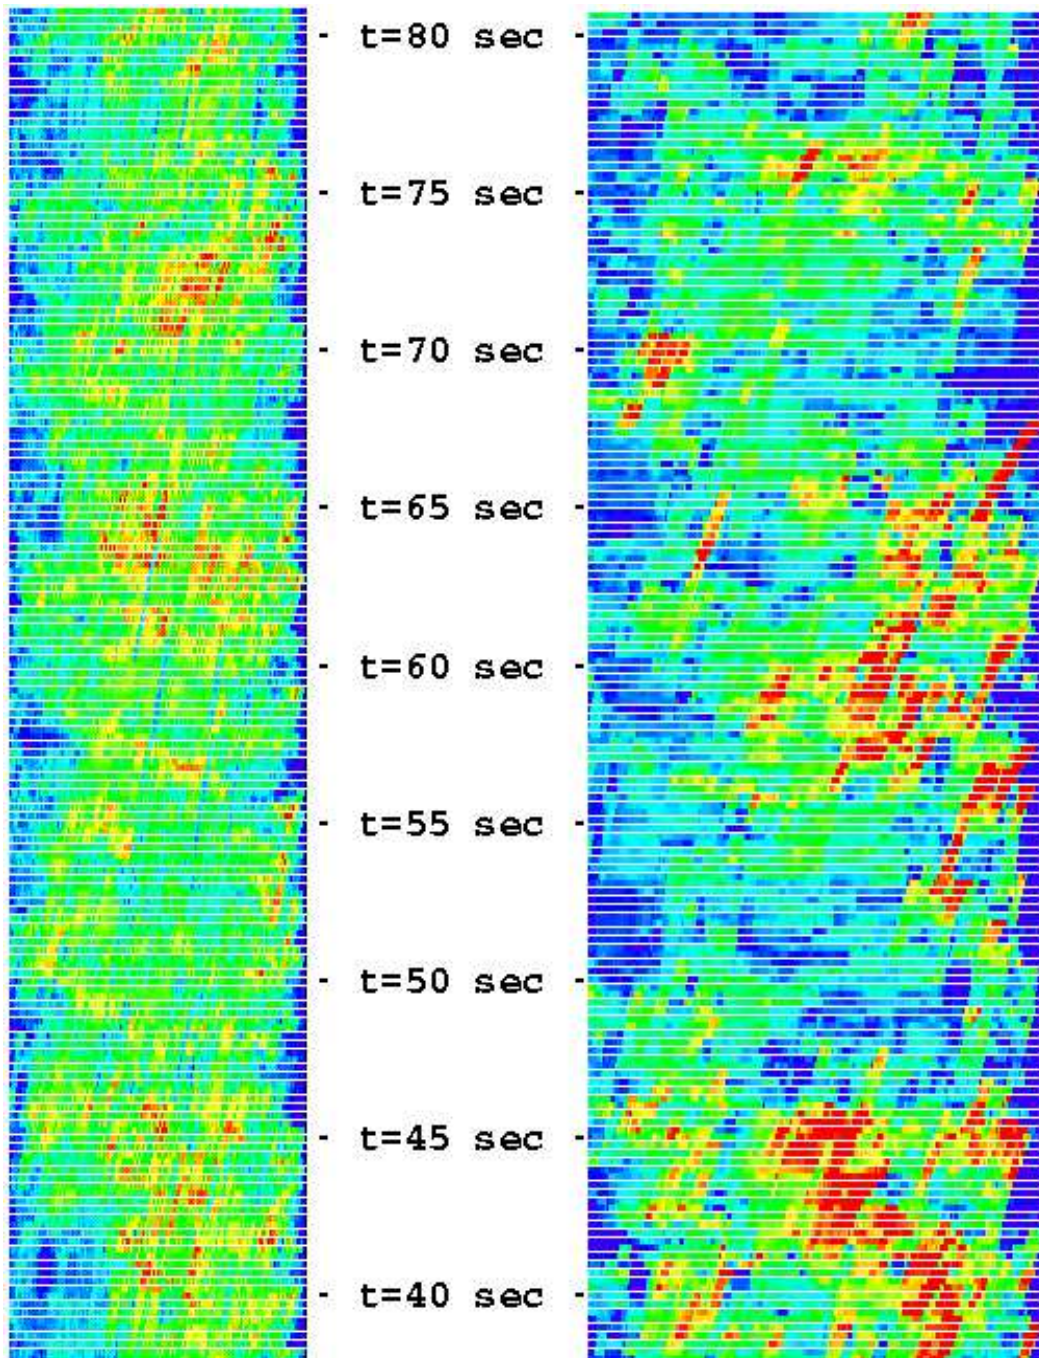 - t=80 sec -
- t=75 sec -
- t=70 sec -
- t=65 sec -
- t=60 sec -
- t=55 sec -
- t=50 sec -
- t=45 sec -
- t=40 sec -